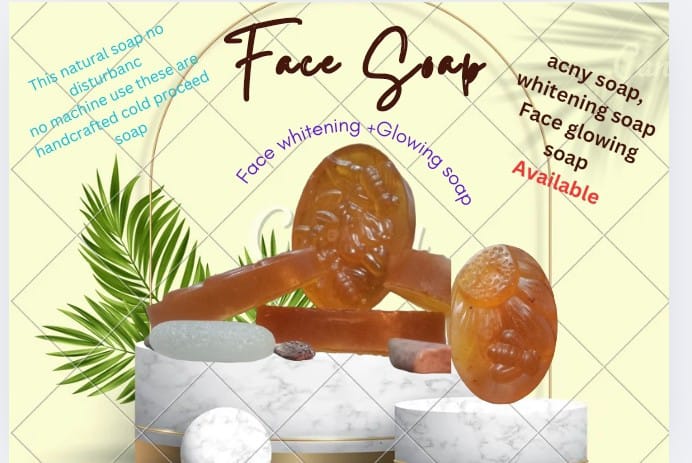 Face Soap
This natural soap no
disturbanc
no machine use these are
handcrafted cold proceed
soap
Face whitening +Glowing soap
acny soap,
whitening soap
Face glowing
soap
Available